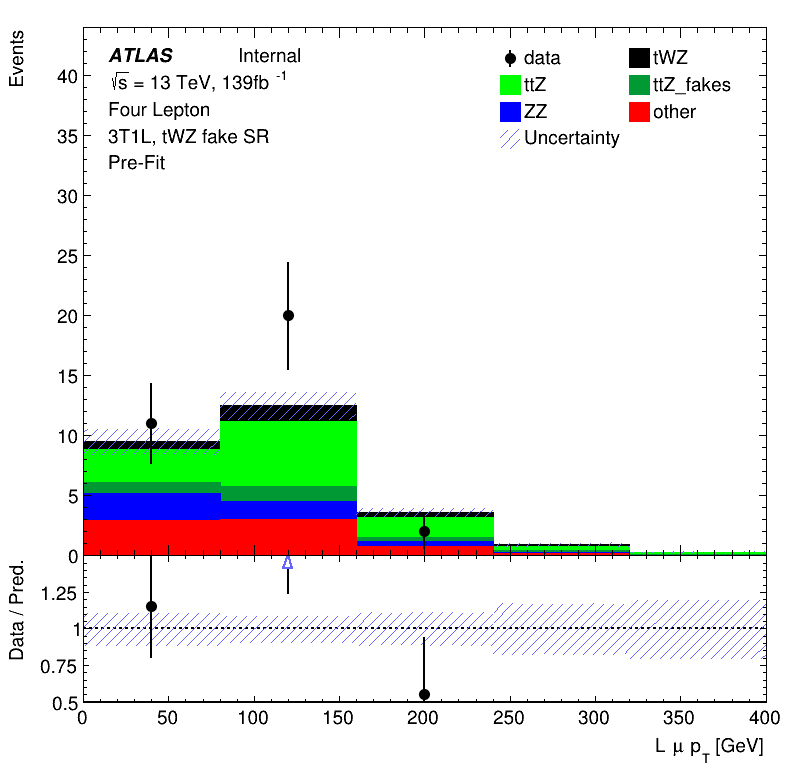 Events
ATLAS Internal
√s = 13 TeV, 139fb -1
Four Lepton
3T1L, tWZ fake SR
Pre-Fit
data
tWZ
ttZ
ttZ_fakes
ZZ
other
Uncertainty
40
35
30
25
20
15
10
5
0
Data / Pred.
1.25
1
0.75
0.5
0 50 100 150 200 250 300 350 400
L μ pT [GeV]